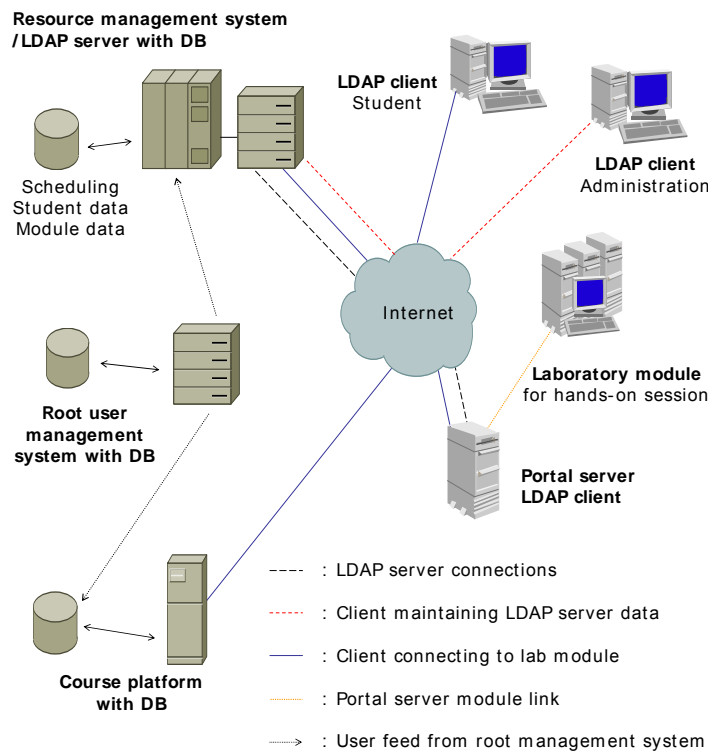 Resource management system
/LDAP server with DB
LDAP client
Student
LDAP client
Administration
Scheduling
Student data
Module data
Internet
Laboratory module
for hands-on session
Root user
management
system with DB
Portal server
LDAP client
Course platform
with DB
: LDAP server connections
: Client maintaining LDAP server data
: Client connecting to lab module
: Portal server module link
: User feed from root management system